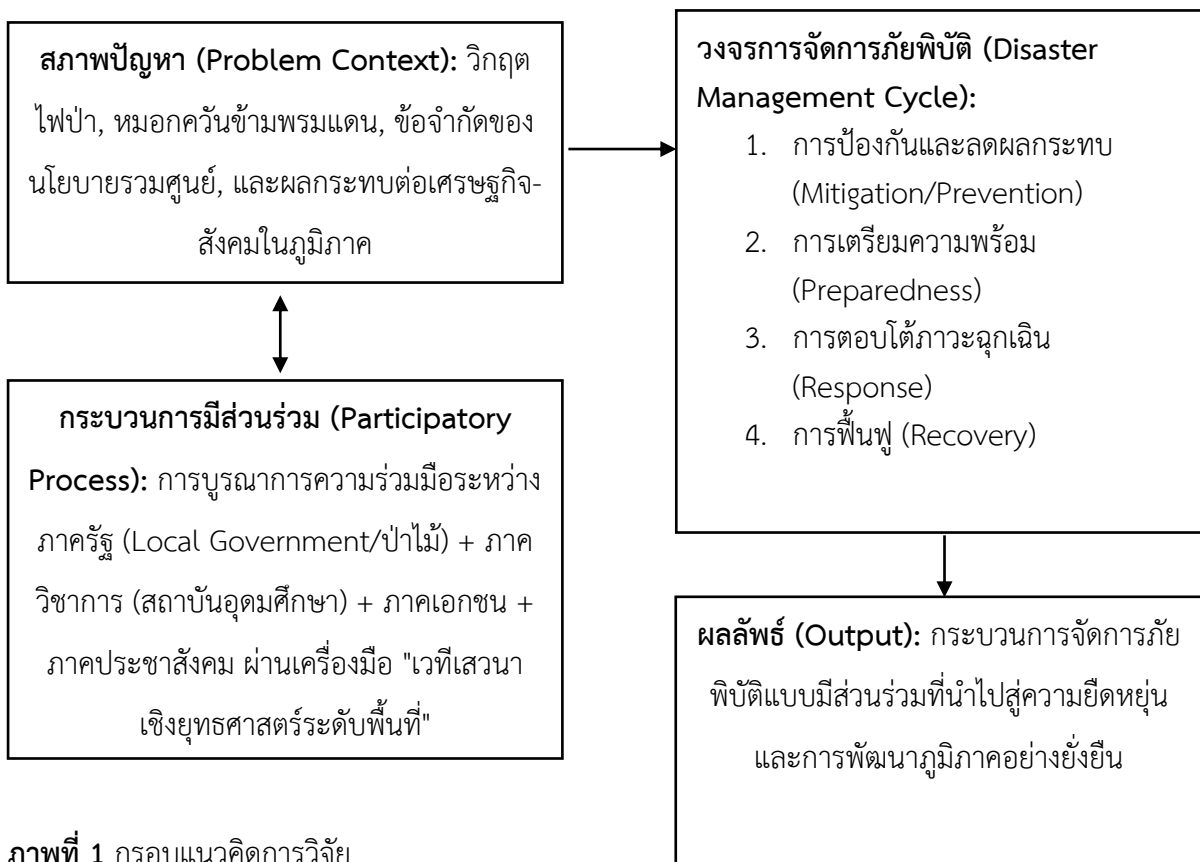 สภาพปัญหา (Problem Context): วิกฤต
ไฟป่า, หมอกควันข้ามพรมแดน, ข้อจำกัดของ
นโยบายรวมศูนย์, และผลกระทบต่อเศรษฐกิจ-
สังคมในภูมิภาค
กระบวนการมีส่วนร่วม (Participatory
Process): การบูรณาการความร่วมมือระหว่าง
ภาครัฐ (Local Government/ป่าไม้) + ภาค
วิชาการ (สถาบันอุดมศึกษา) + ภาคเอกชน +
ภาคประชาสังคม ผ่านเครื่องมือ "เวทีเสวนา
เชิงยุทธศาสตร์ระดับพื้นที่"
วงจรการจัดการภัยพิบัติ (Disaster
Management Cycle):
1. การป้องกันและลดผลกระทบ
(Mitigation/Prevention)
2. การเตรียมความพร้อม
(Preparedness)
3. การตอบโต้ภาวะฉุกเฉิน
(Response)
4. การฟื้นฟู (Recovery)
ผลลัพธ์ (Output): กระบวนการจัดการภัย
พิบัติแบบมีส่วนร่วมที่นำไปสู่ความยืดหยุ่น
และการพัฒนาภูมิภาคอย่างยั่งยืน
ภาพที่ 1 กรอบแนวคิดการวิจัย